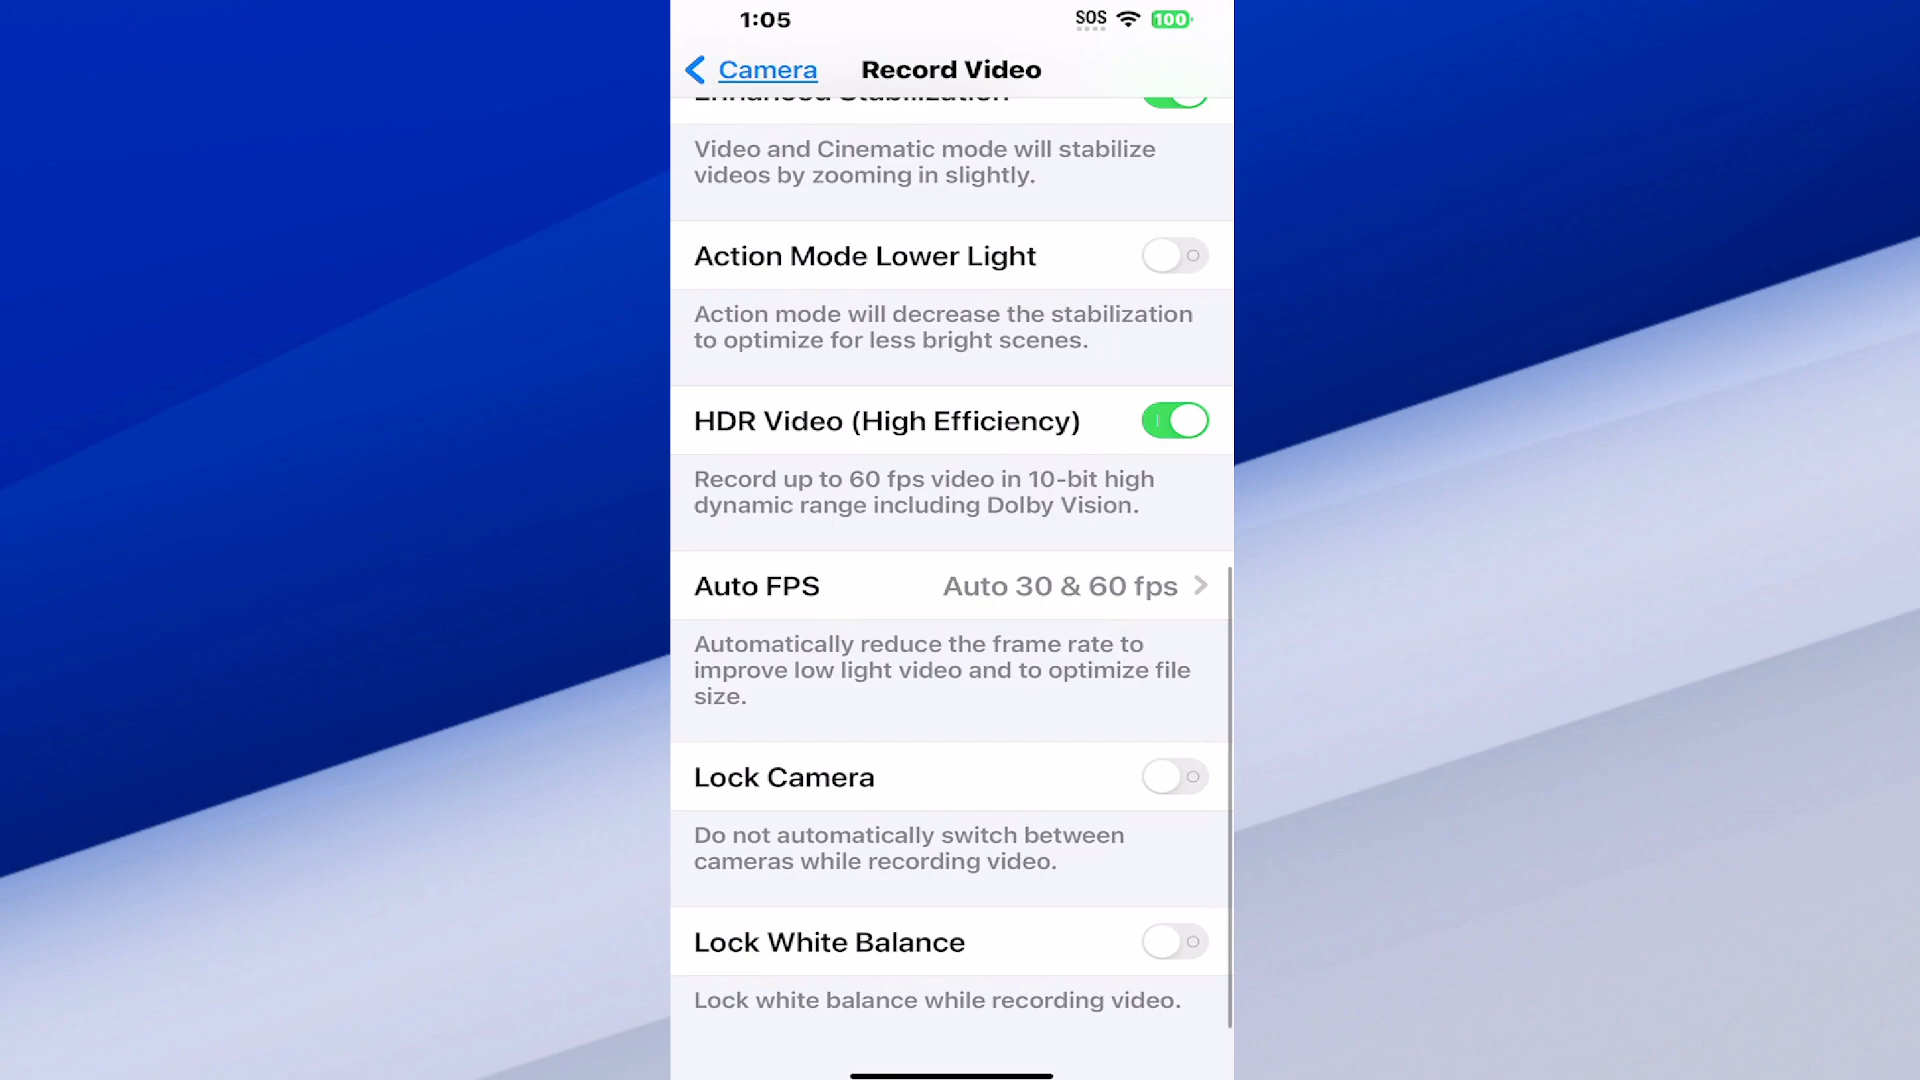 1:05 SOS 100
Camera Record Video
Enhanced Stabilization
Video and Cinematic mode will stabilize
videos by zooming in slightly.
Action Mode Lower Light
Action mode will decrease the stabilization
to optimize for less bright scenes.
HDR Video (High Efficiency)
Record up to 60 fps video in 10-bit high
dynamic range including Dolby Vision.
Auto FPS Auto 30 & 60 fps
Automatically reduce the frame rate to
improve low light video and to optimize file
size.
Lock Camera
Do not automatically switch between
cameras while recording video.
Lock White Balance
Lock white balance while recording video.